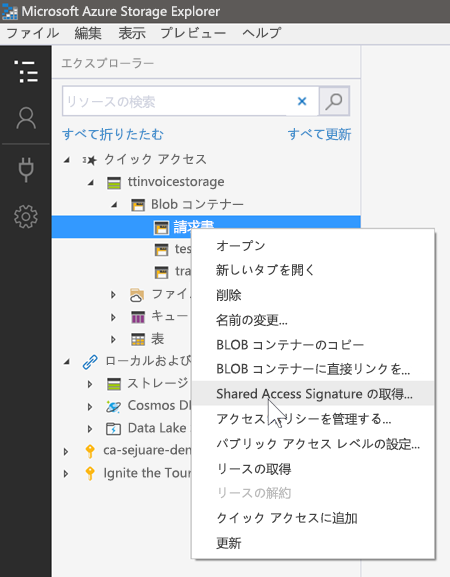 Microsoft Azure Storage Explorer
ファイル 編集 表示 プレビュー ヘルプ
エクスプローラー
リソースの検索
すべて折りたたむ すべて更新
クイック アクセス
ttinvoicestorage
Blob コンテナー
請求書
tes
tra
ファイ
キュー
表
ローカルおよび
ストレージ
Cosmos DB
Data Lake
ca-sejuare-den
Ignite the Tour
オープン
新しいタブを開く
削除
名前の変更...
BLOB コンテナーのコピー
BLOB コンテナーに直接リンクを...
Shared Access Signature の取得...
アクセス ポリシーを管理する...
パブリック アクセス レベルの設定...
リースの取得
リースの解約
クイック アクセスに追加
更新